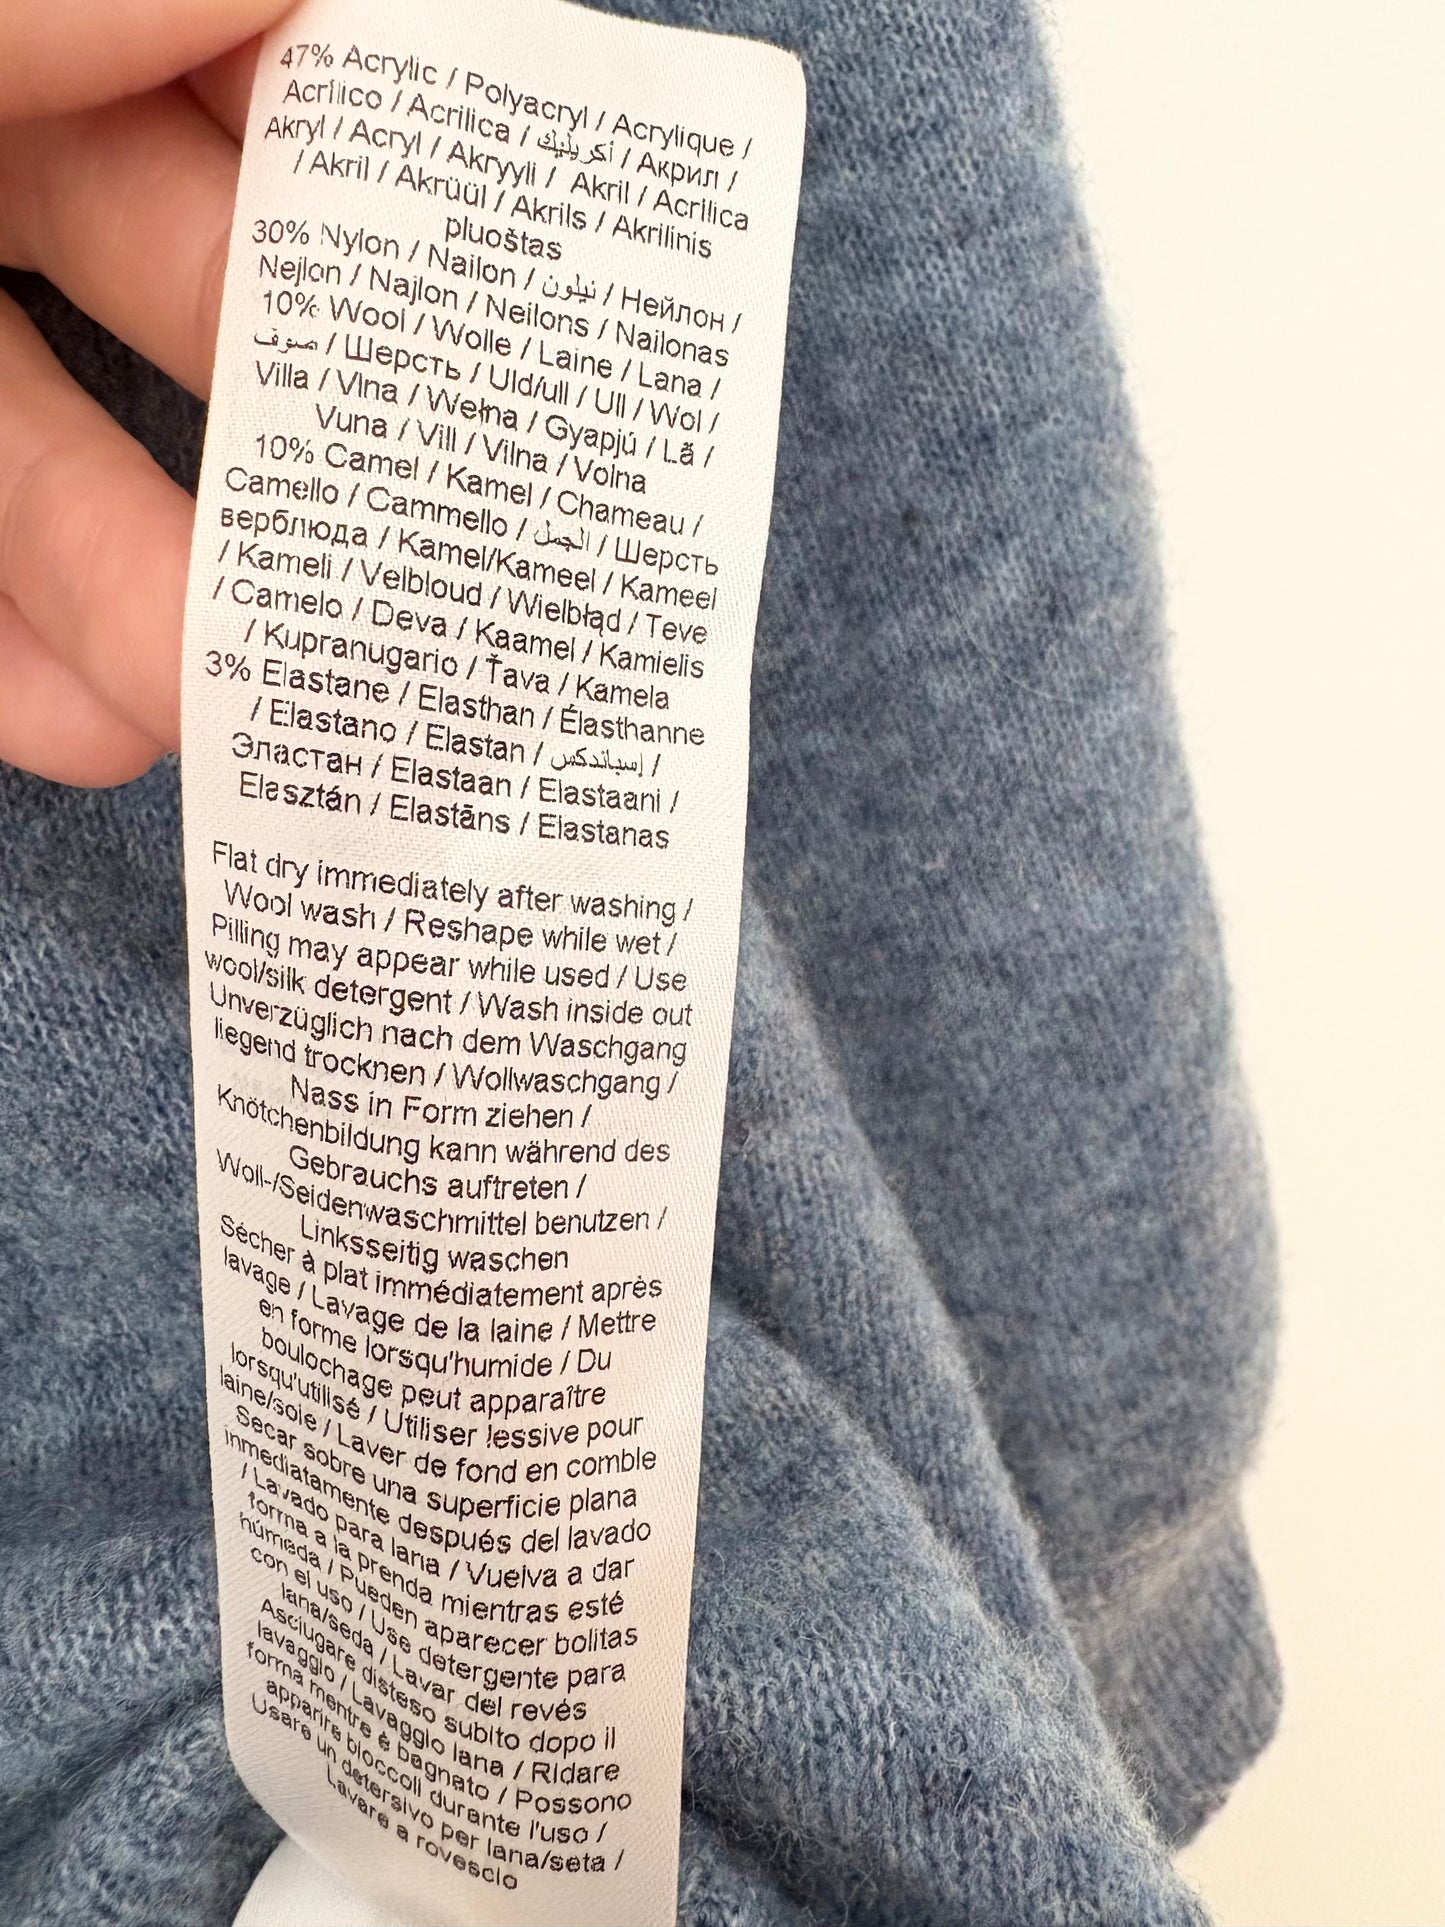 47% Acrylic / Polyacryl / Acrylique /
Acrílico / Acrilica / أكريليك / Акрил /
Akryl / Acryl / Akryyli / Akril / Acrílica
/ Akril / Akrüül / Akrils / Akrilinis
pluoštas
30% Nylon / Nailon / نيلون / Нейлон /
Nejlon / Najlon / Neilons / Nailonas
10% Wool / Wolle / Laine / Lana /
صوف / Шерсть / Uld/ull / Ull / Wol /
Villa / Vlna / Wełna / Gyapjú / Lã /
Vuna / Vill / Vilna / Volna
10% Camel / Kamel / Chameau /
Camello / Cammello / الجمل / Шерсть
верблюда / Kamel/Kameel / Kameel
/ Kameli / Velbloud / Wielbłąd / Teve
/ Camelo / Deva / Kaamel / Kamielis
/ Kupranugario / Ťava / Kamela
3% Elastane / Elasthan / Élasthanne
/ Elastano / Elastan / إسباندكس /
Эластан / Elastaan / Elastaani /
Elasztán / Elastāns / Elastanas
Flat dry immediately after washing /
Wool wash / Reshape while wet /
Pilling may appear while used / Use
wool/silk detergent / Wash inside out
Unverzüglich nach dem Waschgang
liegend trocknen / Wollwaschgang /
Nass in Form ziehen /
Knötchenbildung kann während des
Gebrauchs auftreten /
Woll-/Seidenwaschmittel benutzen /
Linksseitig waschen
Sécher à plat immédiatement après
lavage / Lavage de la laine / Mettre
en forme lorsqu'humide / Du
boulochage peut apparaître
lorsqu'utilisé / Utiliser lessive pour
laine/soie / Laver de fond en comble
Secar sobre una superficie plana
inmediatamente después del lavado
/ Lavado para lana / Vuelva a dar
forma a la prenda mientras esté
húmeda / Pueden aparecer bolitas
con el uso / Use detergente para
lana/seda / Lavar del revés
Asciugare disteso subito dopo il
lavaggio / Lavaggio lana / Ridare
forma mentre è bagnato / Possono
apparire bioccoli durante l'uso /
Usare un detersivo per lana/seta /
Lavare a rovescio